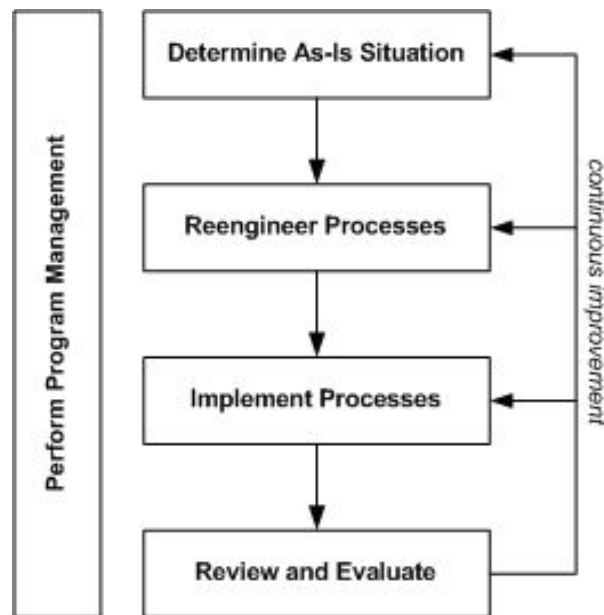 Perform Program Management
Determine As-Is Situation
Reengineer Processes
Implement Processes
Review and Evaluate
continuous improvement